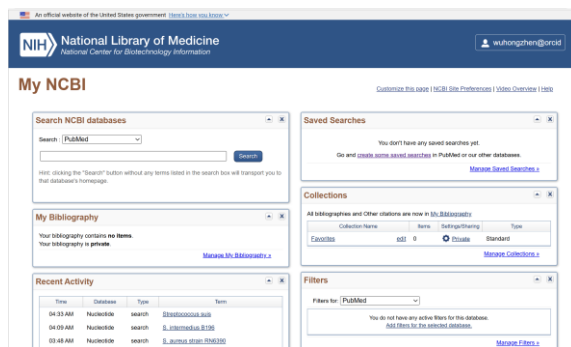 An official website of the United States government Here's how you know
NIH National Library of Medicine
National Center for Biotechnology Information
wuhongzhen@orcid
My NCBI
Customize this page | NCBI Site Preferences | Video Overview | Help
Search NCBI databases
Search : PubMed
Search
Hint: clicking the "Search" button without any terms listed in the search box will transport you to
that database's homepage.
My Bibliography
Your bibliography contains no items.
Your bibliography is private.
Manage My Bibliography »
Recent Activity
Time Database Type Term
04:33 AM Nucleotide search Streptococcus suis
04:09 AM Nucleotide search S. intermedius B196
03:48 AM Nucleotide search S. aureus strain RN6390
Saved Searches
You don't have any saved searches yet.
Go and create some saved searches in PubMed or our other databases.
Manage Saved Searches »
Collections
All bibliographies and Other citations are now in My Bibliography
Collection Name Items Settings/Sharing Type
Favorites edit 0 Private Standard
Manage Collections »
Filters
Filters for: PubMed
You do not have any active filters for this database.
Add filters for the selected database.
Manage Filters »